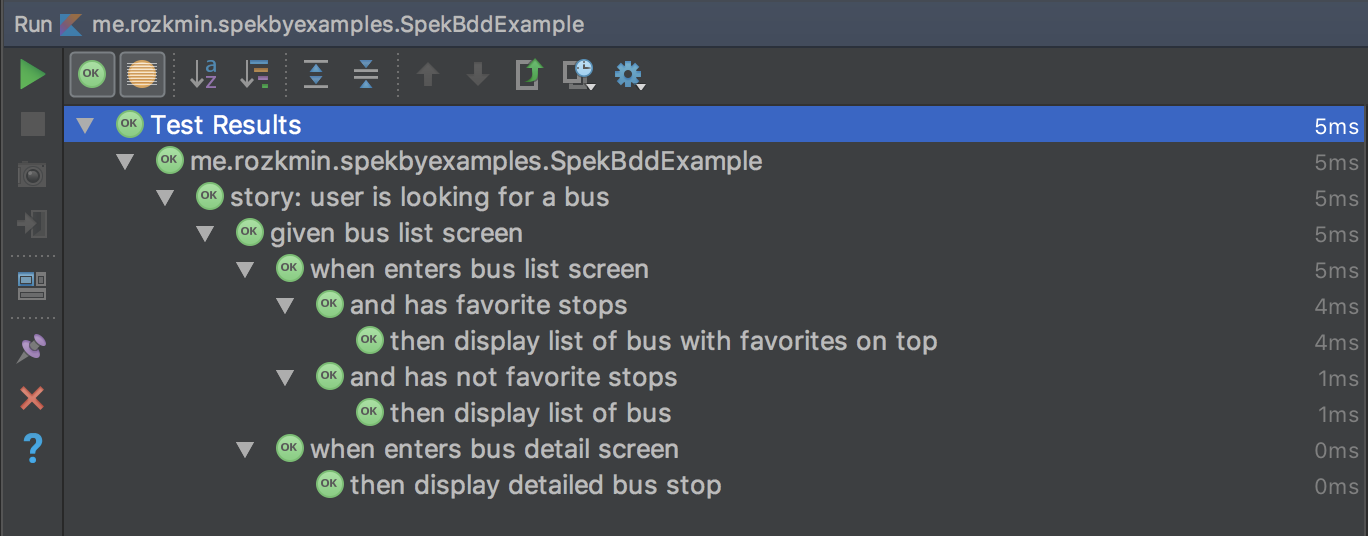 Run me.rozkmin.spekbyexamples.SpekBddExample
OK a z
OK Test Results 5ms
OK me.rozkmin.spekbyexamples.SpekBddExample 5ms
OK story: user is looking for a bus 5ms
OK given bus list screen 5ms
OK when enters bus list screen 5ms
OK and has favorite stops 4ms
OK then display list of bus with favorites on top 4ms
OK and has not favorite stops 1ms
OK then display list of bus 1ms
OK when enters bus detail screen 0ms
OK then display detailed bus stop 0ms
?